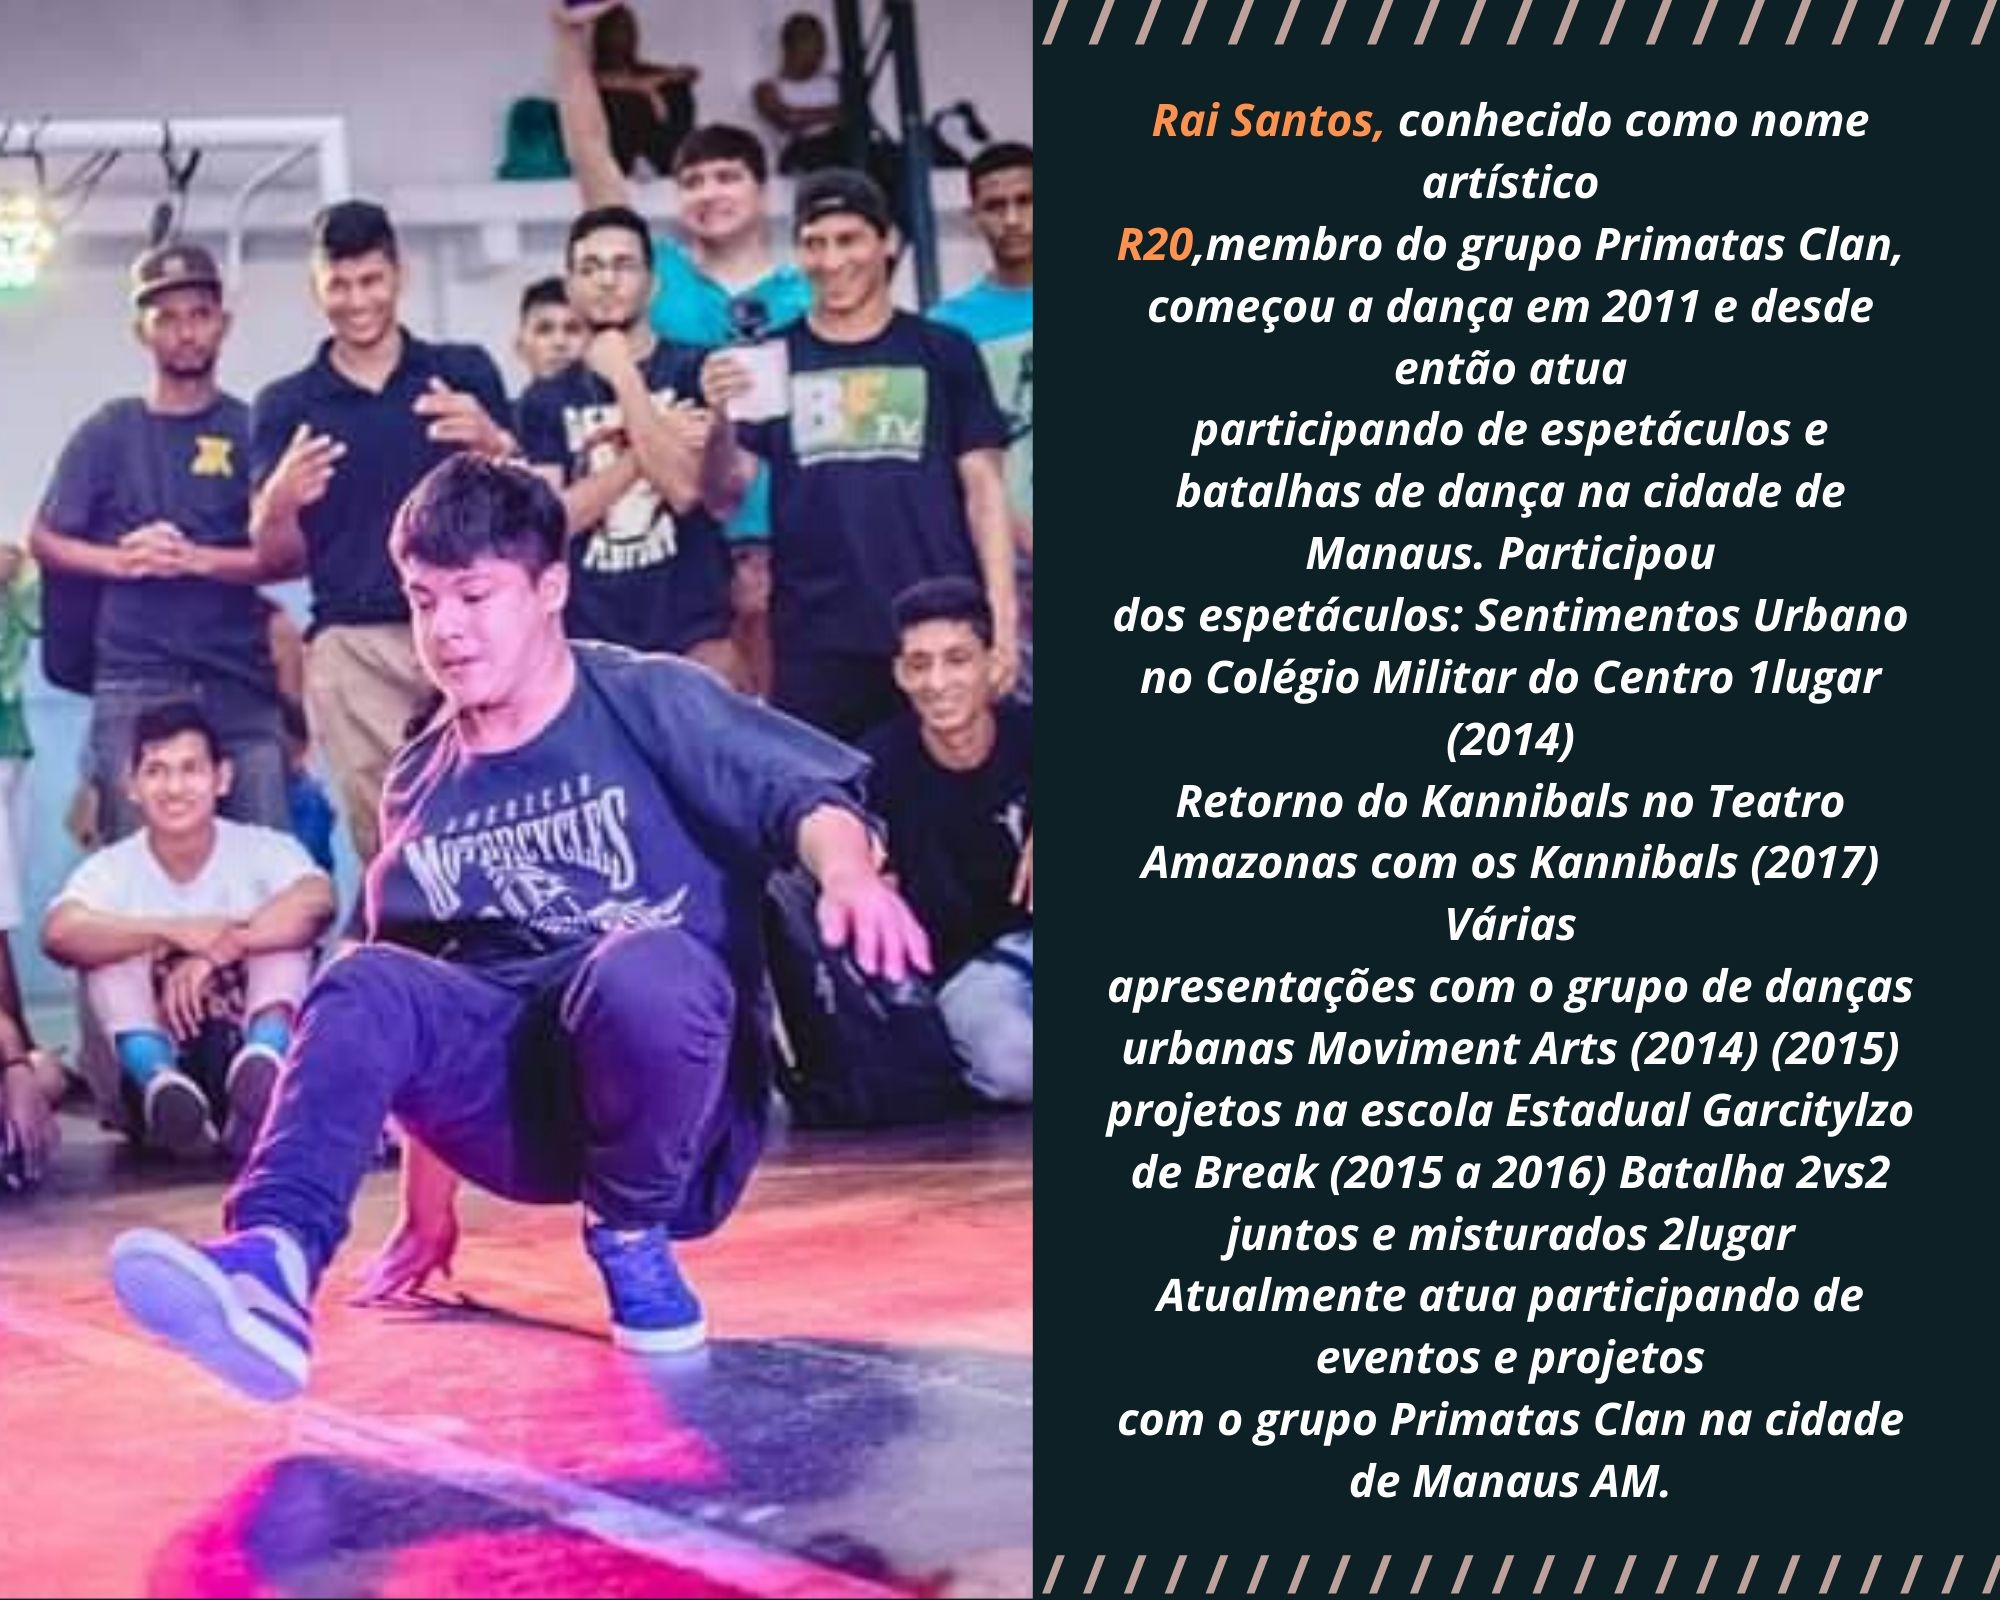 Rai Santos, conhecido como nome
artístico
R20,membro do grupo Primatas Clan,
começou a dança em 2011 e desde
então atua
participando de espetáculos e
batalhas de dança na cidade de
Manaus. Participou
dos espetáculos: Sentimentos Urbano
no Colégio Militar do Centro 1lugar
(2014)
Retorno do Kannibals no Teatro
Amazonas com os Kannibals (2017)
Várias
apresentações com o grupo de danças
urbanas Moviment Arts (2014) (2015)
projetos na escola Estadual Garcitylzo
de Break (2015 a 2016) Batalha 2vs2
juntos e misturados 2lugar
Atualmente atua participando de
eventos e projetos
com o grupo Primatas Clan na cidade
de Manaus AM.
BF
TV
AMERICAN
MOTORCYCLES